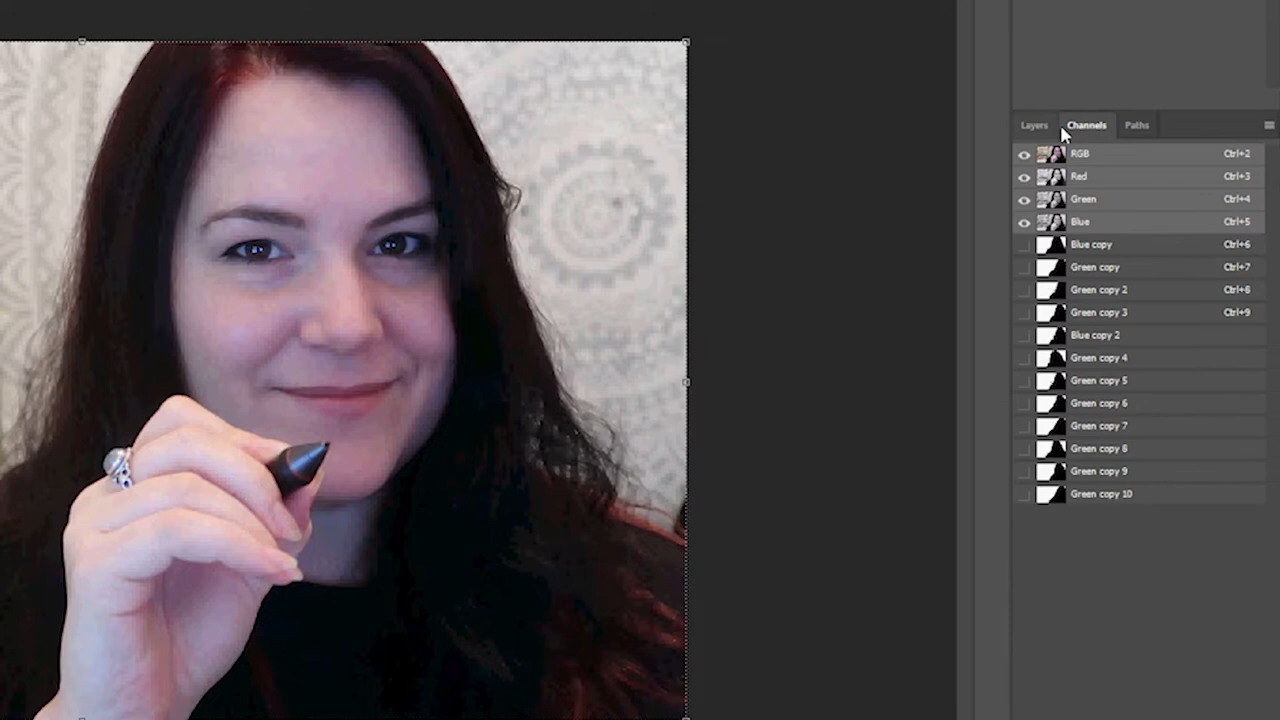 Layers Channels Paths
RGB Ctrl+2
Red Ctrl+3
Green Ctrl+4
Blue Ctrl+5
Blue copy Ctrl+6
Green copy Ctrl+7
Green copy 2 Ctrl+8
Green copy 3 Ctrl+9
Blue copy 2
Green copy 4
Green copy 5
Green copy 6
Green copy 7
Green copy 8
Green copy 9
Green copy 10